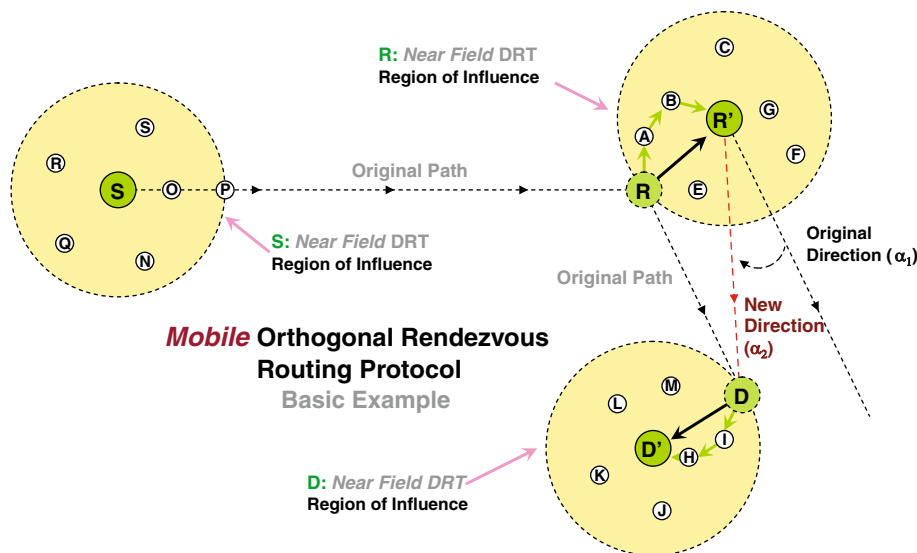 C
R: Near Field DRT
Region of Influence
B
G
R'
A
S
F
R
Original Path
S
O
P
R
E
Q
N
S: Near Field DRT
Region of Influence
Original
Direction (α1)
Original Path
New
Direction
(α2)
Mobile Orthogonal Rendezvous
Routing Protocol
Basic Example
M
L
D
I
D'
H
K
D: Near Field DRT
Region of Influence
J